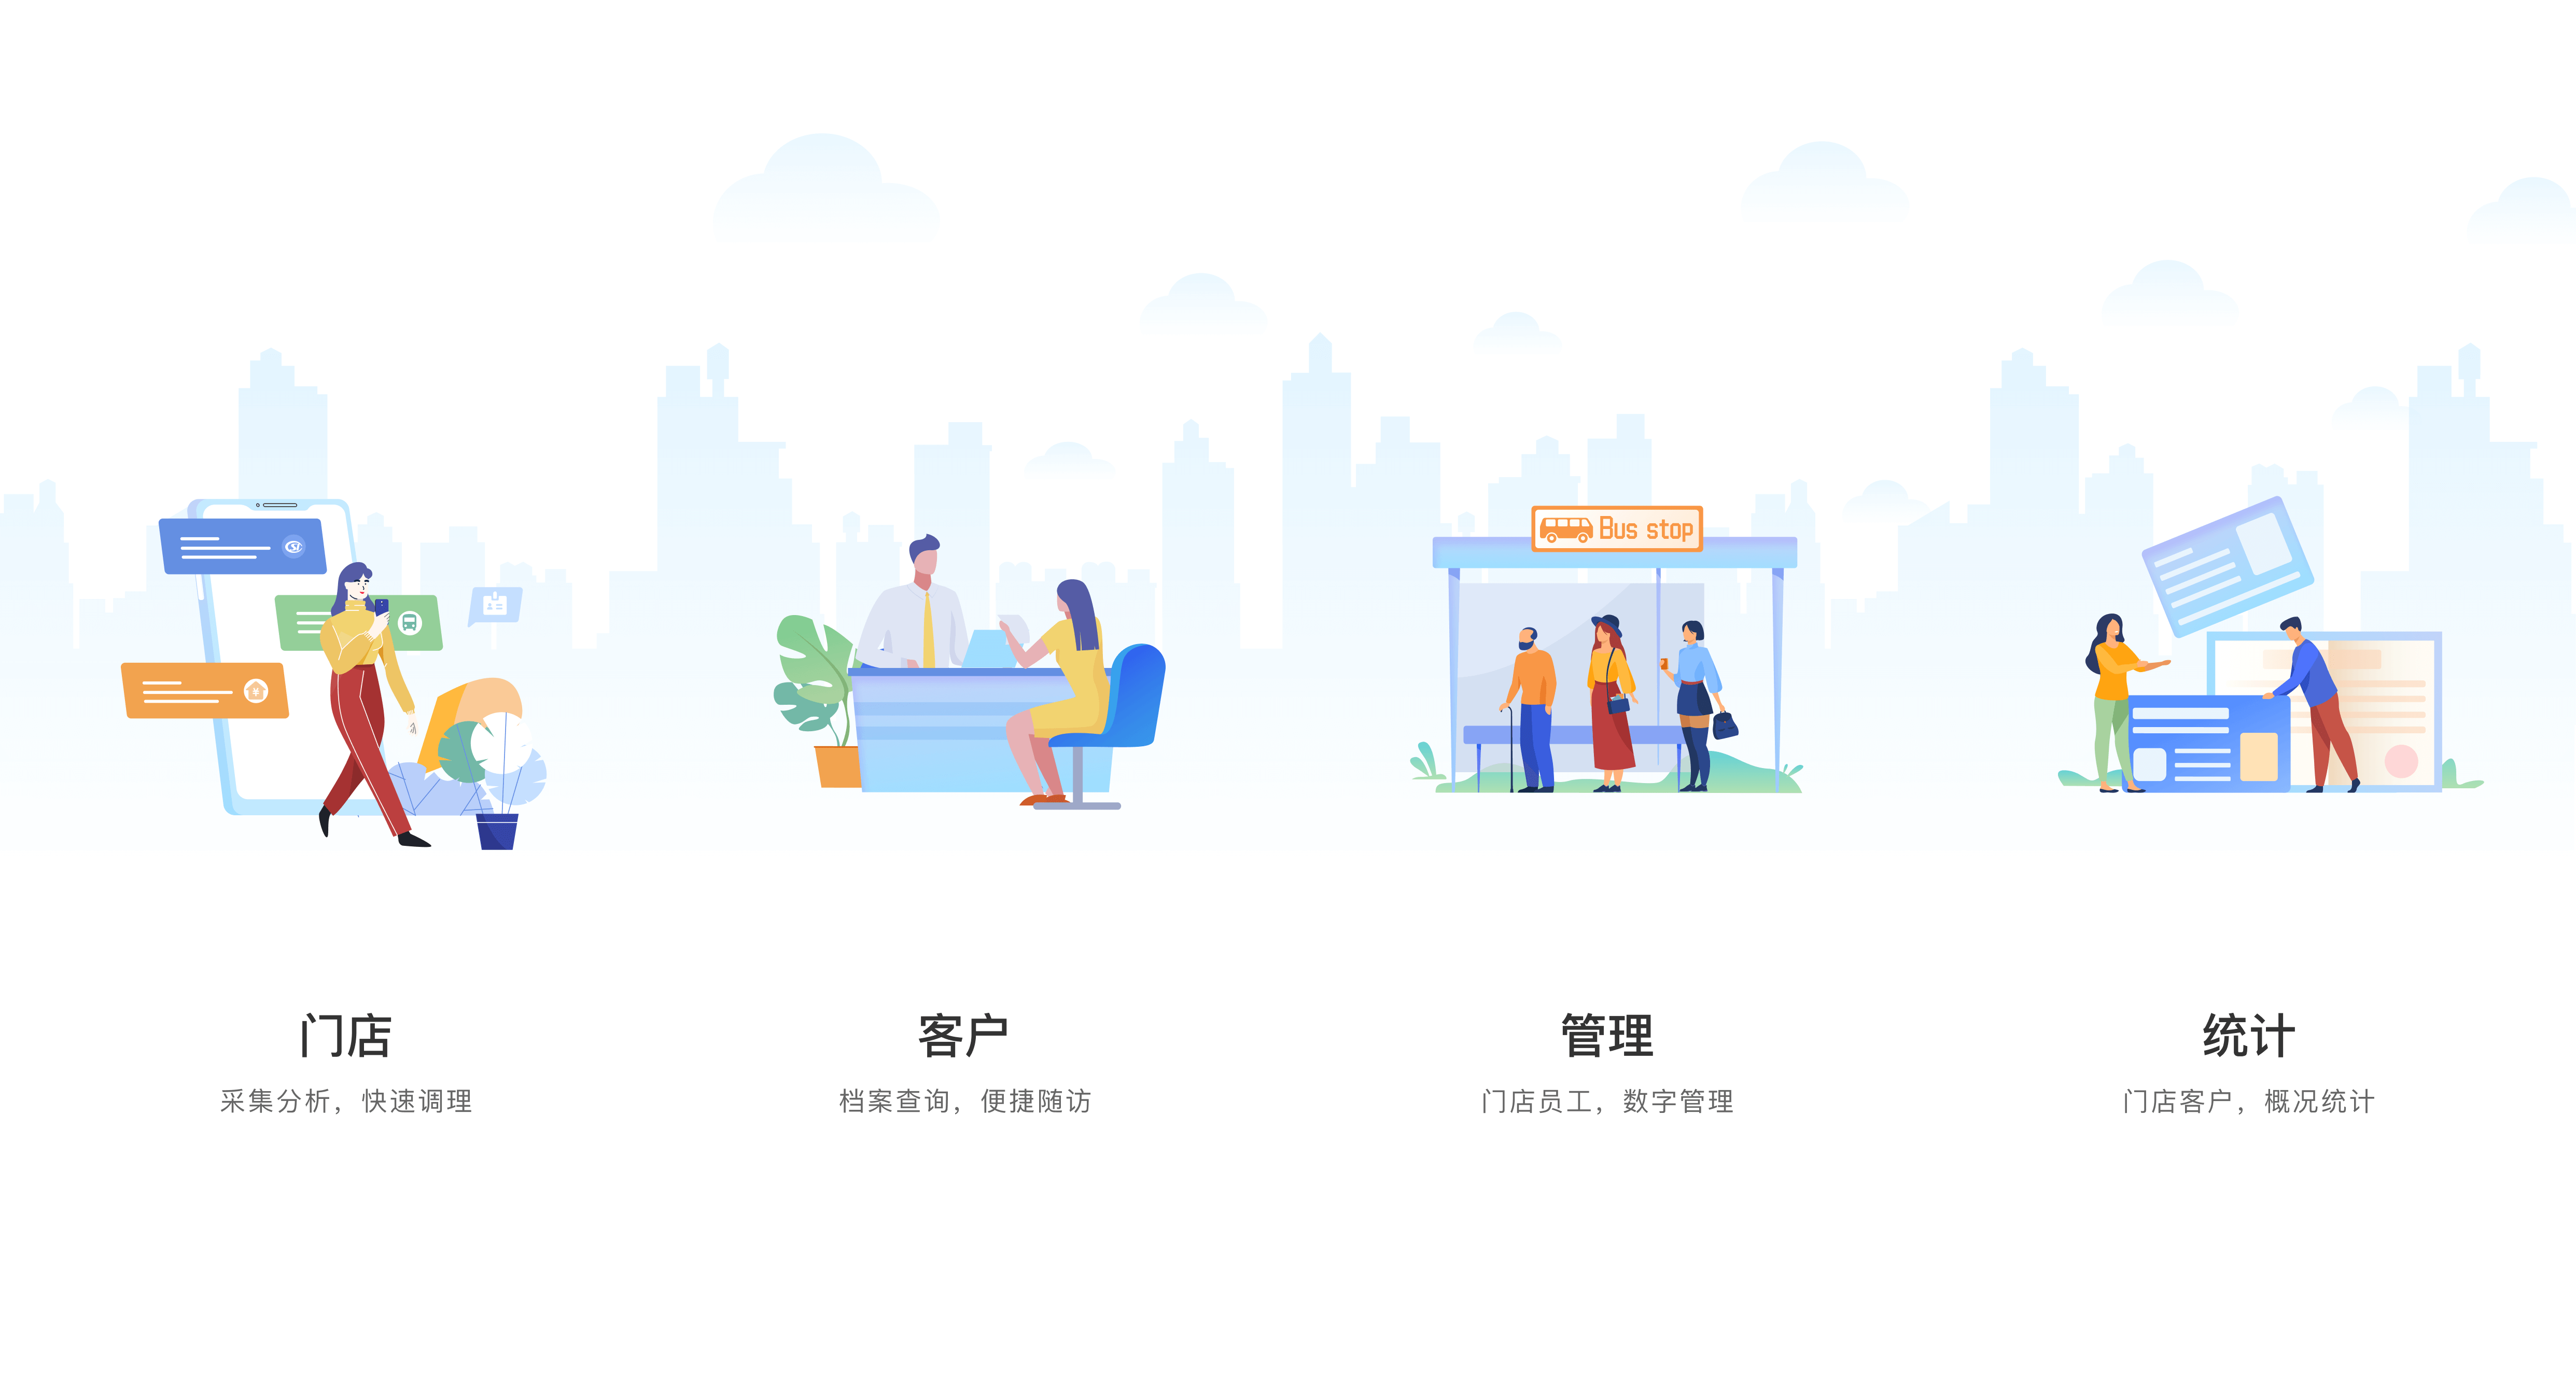 Bus stop
门店
采集分析，快速调理
客户
档案查询，便捷随访
管理
门店员工，数字管理
统计
门店客户，概况统计